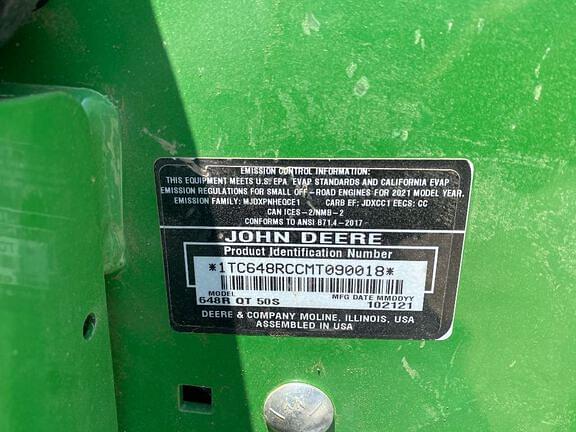 EMISSION CONTROL INFORMATION:
THIS EQUIPMENT MEETS U.S. EPA EVAP STANDARDS AND CALIFORNIA EVAP
EMISSION REGULATIONS FOR SMALL OFF-ROAD ENGINES FOR 2021 MODEL YEAR.
EMISSION FAMILY: MJDXPNHEQCE1 CARB EF: JDXCC1 EECS: CC
CAN ICES-2/NMB-2
CONFORMS TO ANSI B71.4-2017
JOHN DEERE
Product Identification Number
*1TC648RCCMT090018*
MODEL MFG DATE MMDDYY
648R QT 50S 102121
DEERE & COMPANY MOLINE, ILLINOIS, USA
ASSEMBLED IN USA